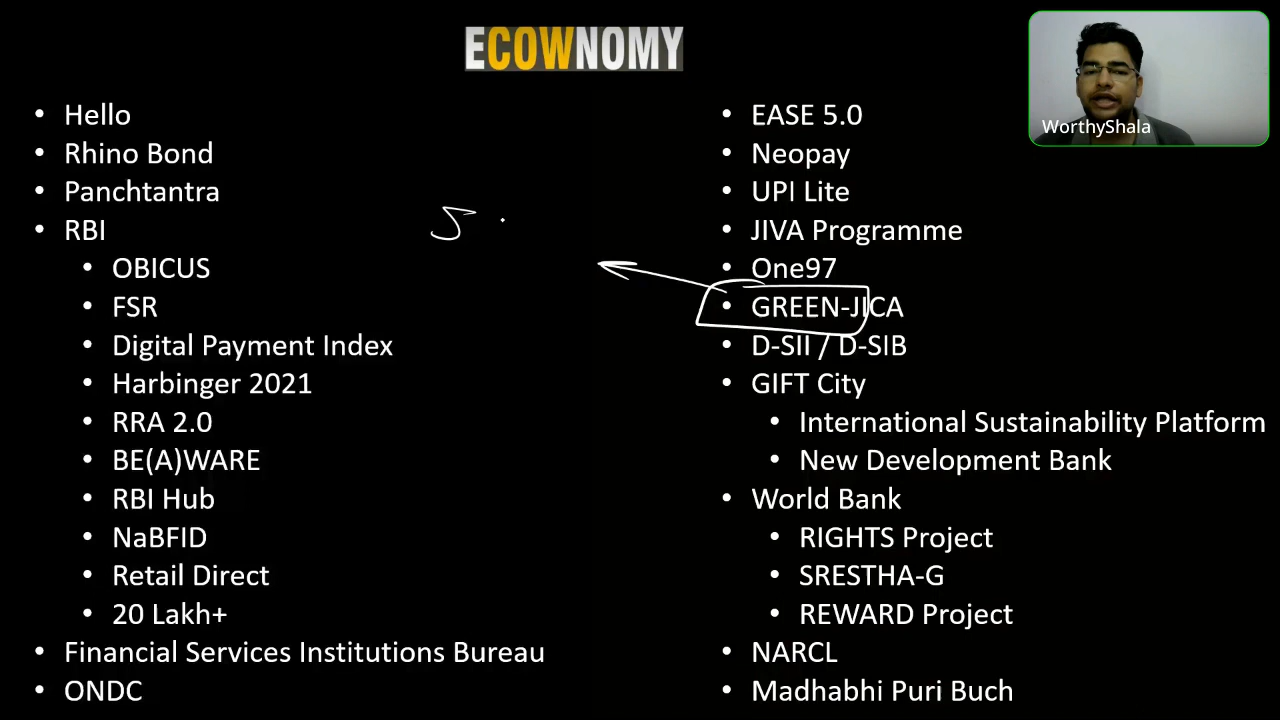 ECOWNOMY
WorthyShala
Hello
Rhino Bond
Panchtantra
RBI
OBICUS
FSR
Digital Payment Index
Harbinger 2021
RRA 2.0
BE(A)WARE
RBI Hub
NaBFID
Retail Direct
20 Lakh+
Financial Services Institutions Bureau
ONDC
EASE 5.0
Neopay
UPI Lite
JIVA Programme
One97
GREEN-JICA
D-SII / D-SIB
GIFT City
International Sustainability Platform
New Development Bank
World Bank
RIGHTS Project
SRESTHA-G
REWARD Project
NARCL
Madhabhi Puri Buch